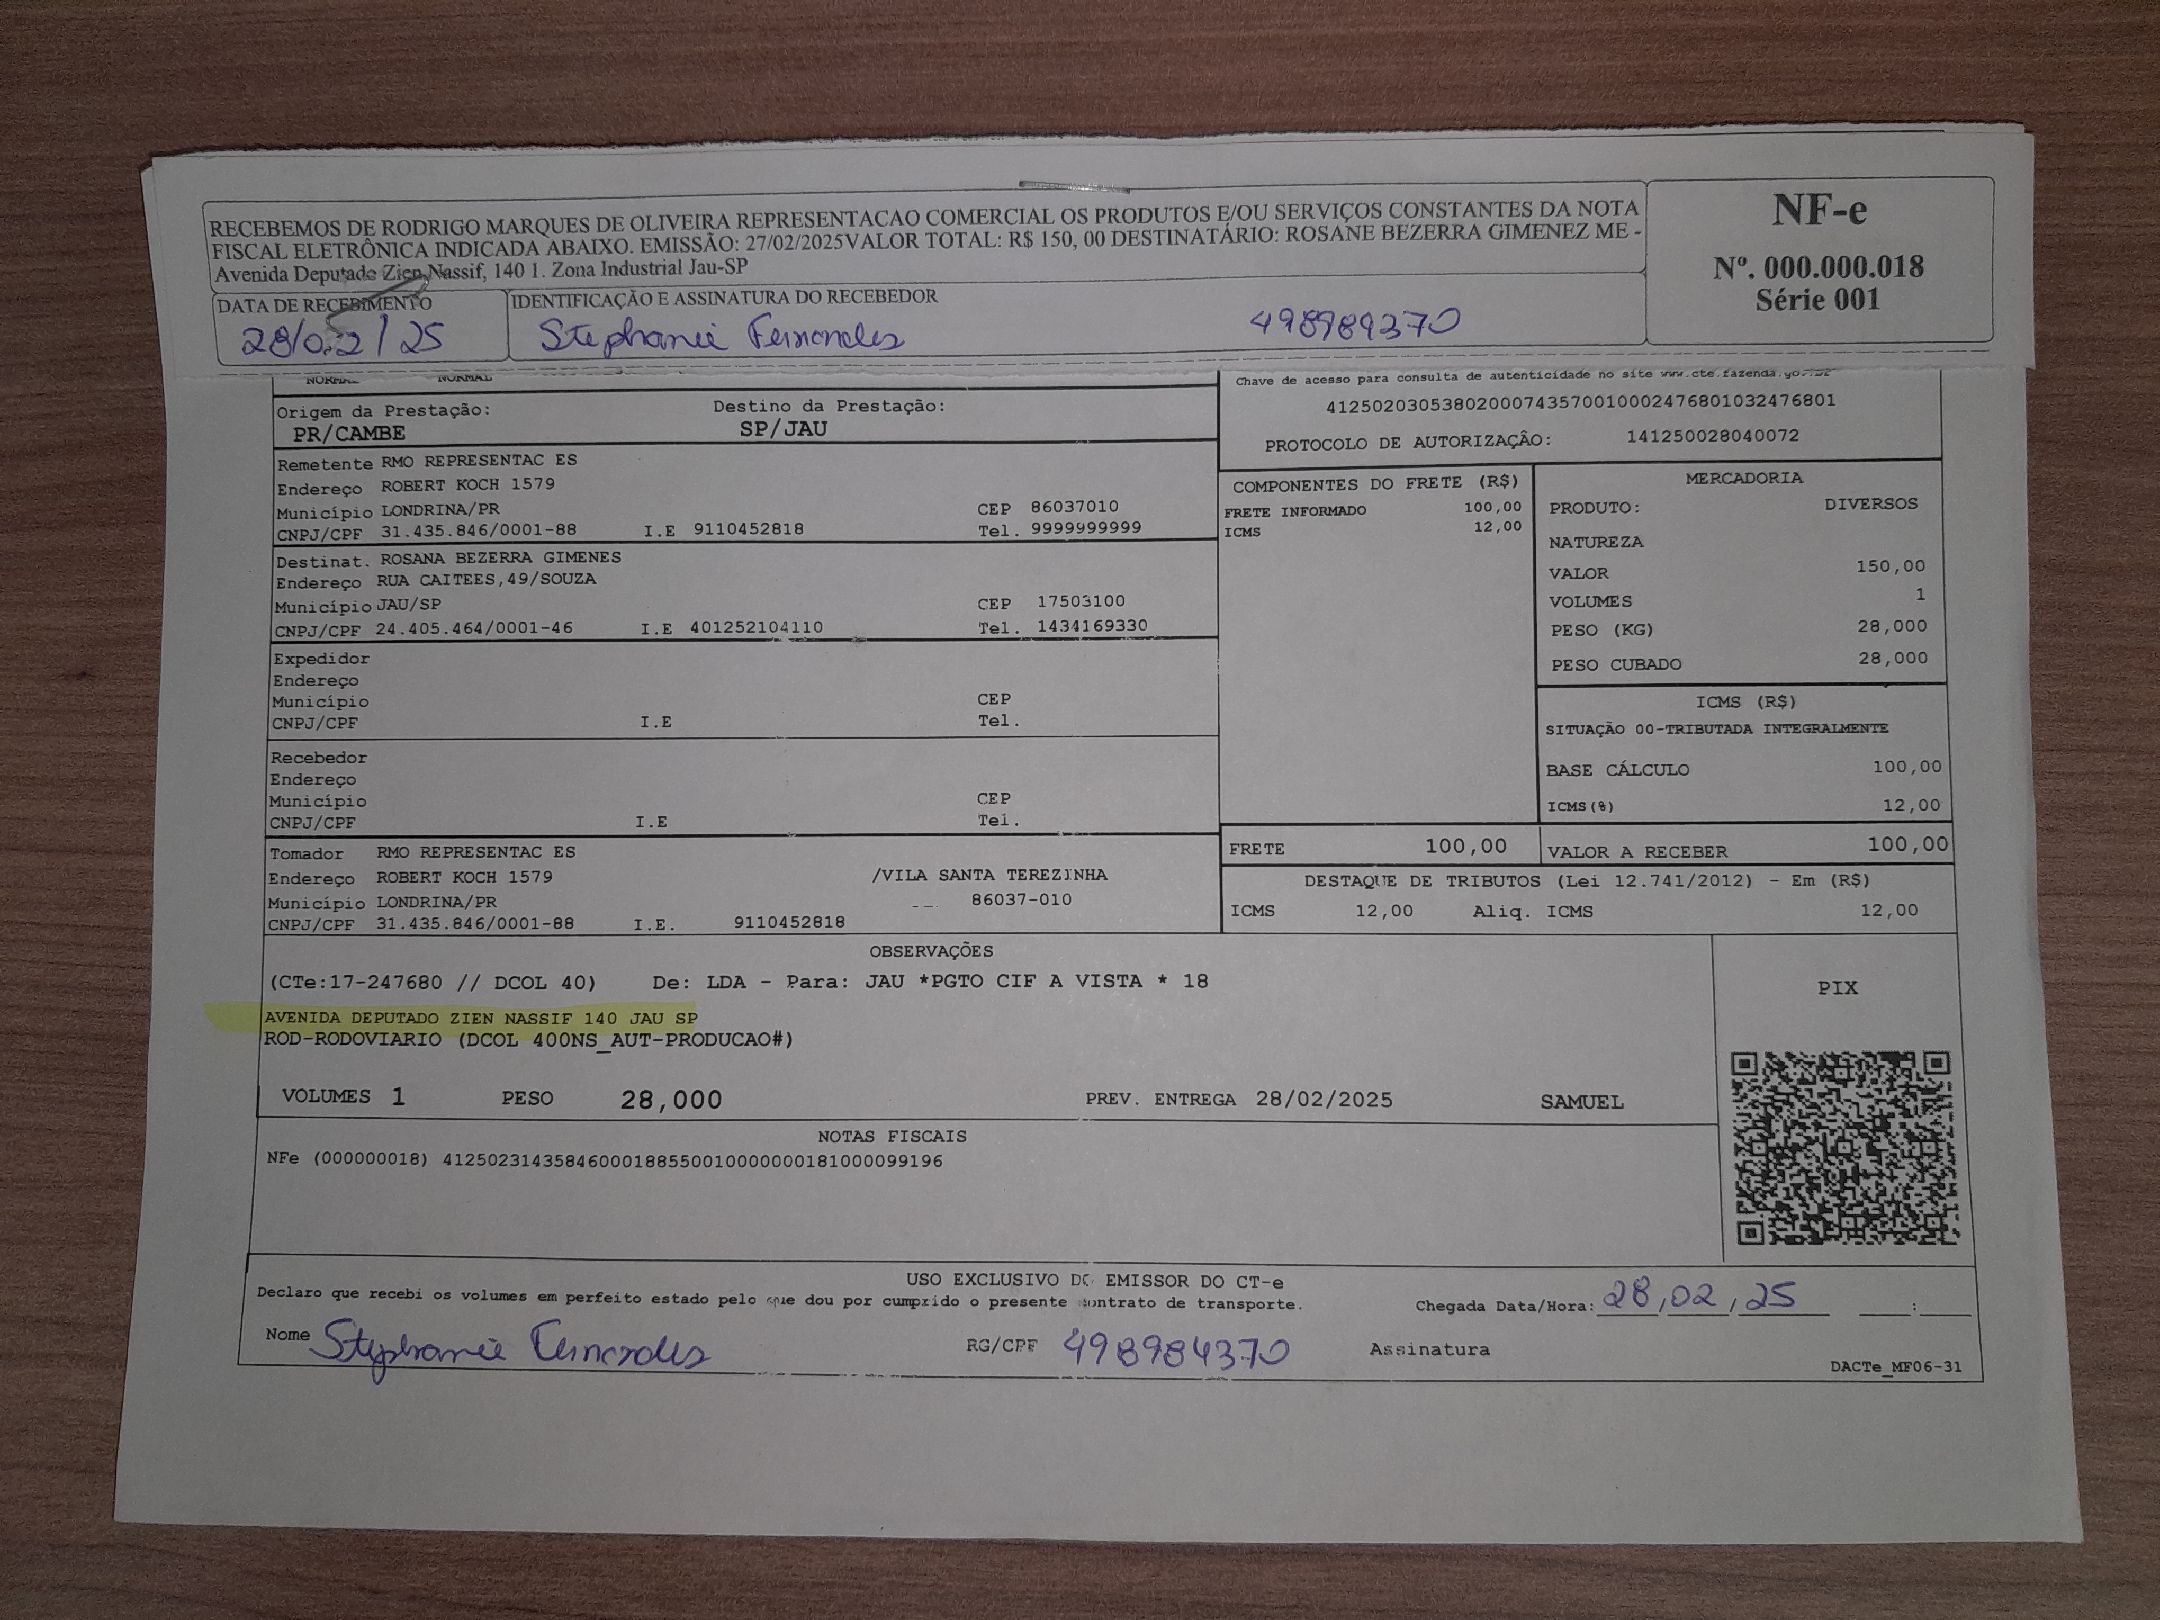 RECEBEMOS DE RODRIGO MARQUES DE OLIVEIRA REPRESENTACAO COMERCIAL OS PRODUTOS E/OU SERVIÇOS CONSTANTES DA NOTA
FISCAL ELETRÔNICA INDICADA ABAIXO. EMISSÃO: 27/02/2025VALOR TOTAL: R$ 150, 00 DESTINATÁRIO: ROSANE BEZERRA GIMENEZ ME -
Avenida Deputado Zien Nassif, 140 1. Zona Industrial Jau-SP
DATA DE RECEBIMENTO
28/02/25
IDENTIFICAÇÃO E ASSINATURA DO RECEBEDOR
Stephanie Fernandes 498984370
NF-e
Nº. 000.000.018
Série 001
NORMAL NORMAL
Chave de acesso para consulta de autenticidade no site www.cte.fazenda.gov.br
41250203053802000743570010002476801032476801
PROTOCOLO DE AUTORIZAÇÃO: 141250028040072
Origem da Prestação: Destino da Prestação:
PR/CAMBE SP/JAU
Remetente RMO REPRESENTAC ES
Endereço ROBERT KOCH 1579
Município LONDRINA/PR CEP 86037010
CNPJ/CPF 31.435.846/0001-88 I.E 9110452818 Tel. 9999999999
Destinat. ROSANA BEZERRA GIMENES
Endereço RUA CAITEES,49/SOUZA
Município JAU/SP CEP 17503100
CNPJ/CPF 24.405.464/0001-46 I.E 401252104110 Tel. 1434169330
Expedidor
Endereço
Município CEP
CNPJ/CPF I.E Tel.
Recebedor
Endereço
Município CEP
CNPJ/CPF I.E Tel.
Tomador RMO REPRESENTAC ES
Endereço ROBERT KOCH 1579 /VILA SANTA TEREZINHA
Município LONDRINA/PR 86037-010
CNPJ/CPF 31.435.846/0001-88 I.E. 9110452818
COMPONENTES DO FRETE (R$)
FRETE INFORMADO 100,00
ICMS 12,00
MERCADORIA
PRODUTO: DIVERSOS
NATUREZA
VALOR 150,00
VOLUMES 1
PESO (KG) 28,000
PESO CUBADO 28,000
ICMS (R$)
SITUAÇÃO 00-TRIBUTADA INTEGRALMENTE
BASE CÁLCULO 100,00
ICMS(%) 12,00
FRETE 100,00 VALOR A RECEBER 100,00
DESTAQUE DE TRIBUTOS (Lei 12.741/2012) - Em (R$)
ICMS 12,00 Aliq. ICMS 12,00
OBSERVAÇÕES
(CTe:17-247680 // DCOL 40) De: LDA - Para: JAU *PGTO CIF A VISTA * 18
AVENIDA DEPUTADO ZIEN NASSIF 140 JAU SP
ROD-RODOVIARIO (DCOL 400NS_AUT-PRODUCAO#)
VOLUMES 1 PESO 28,000 PREV. ENTREGA 28/02/2025 SAMUEL
PIX
NOTAS FISCAIS
NFe (000000018) 41250231435846000188550010000000181000099196
USO EXCLUSIVO DO EMISSOR DO CT-e
Declaro que recebi os volumes em perfeito estado pelo que dou por cumprido o presente contrato de transporte.
Chegada Data/Hora: 28,02,25 :
Nome Stephanie Fernandes RG/CPF 498984370 Assinatura
DACTe_MF06-31